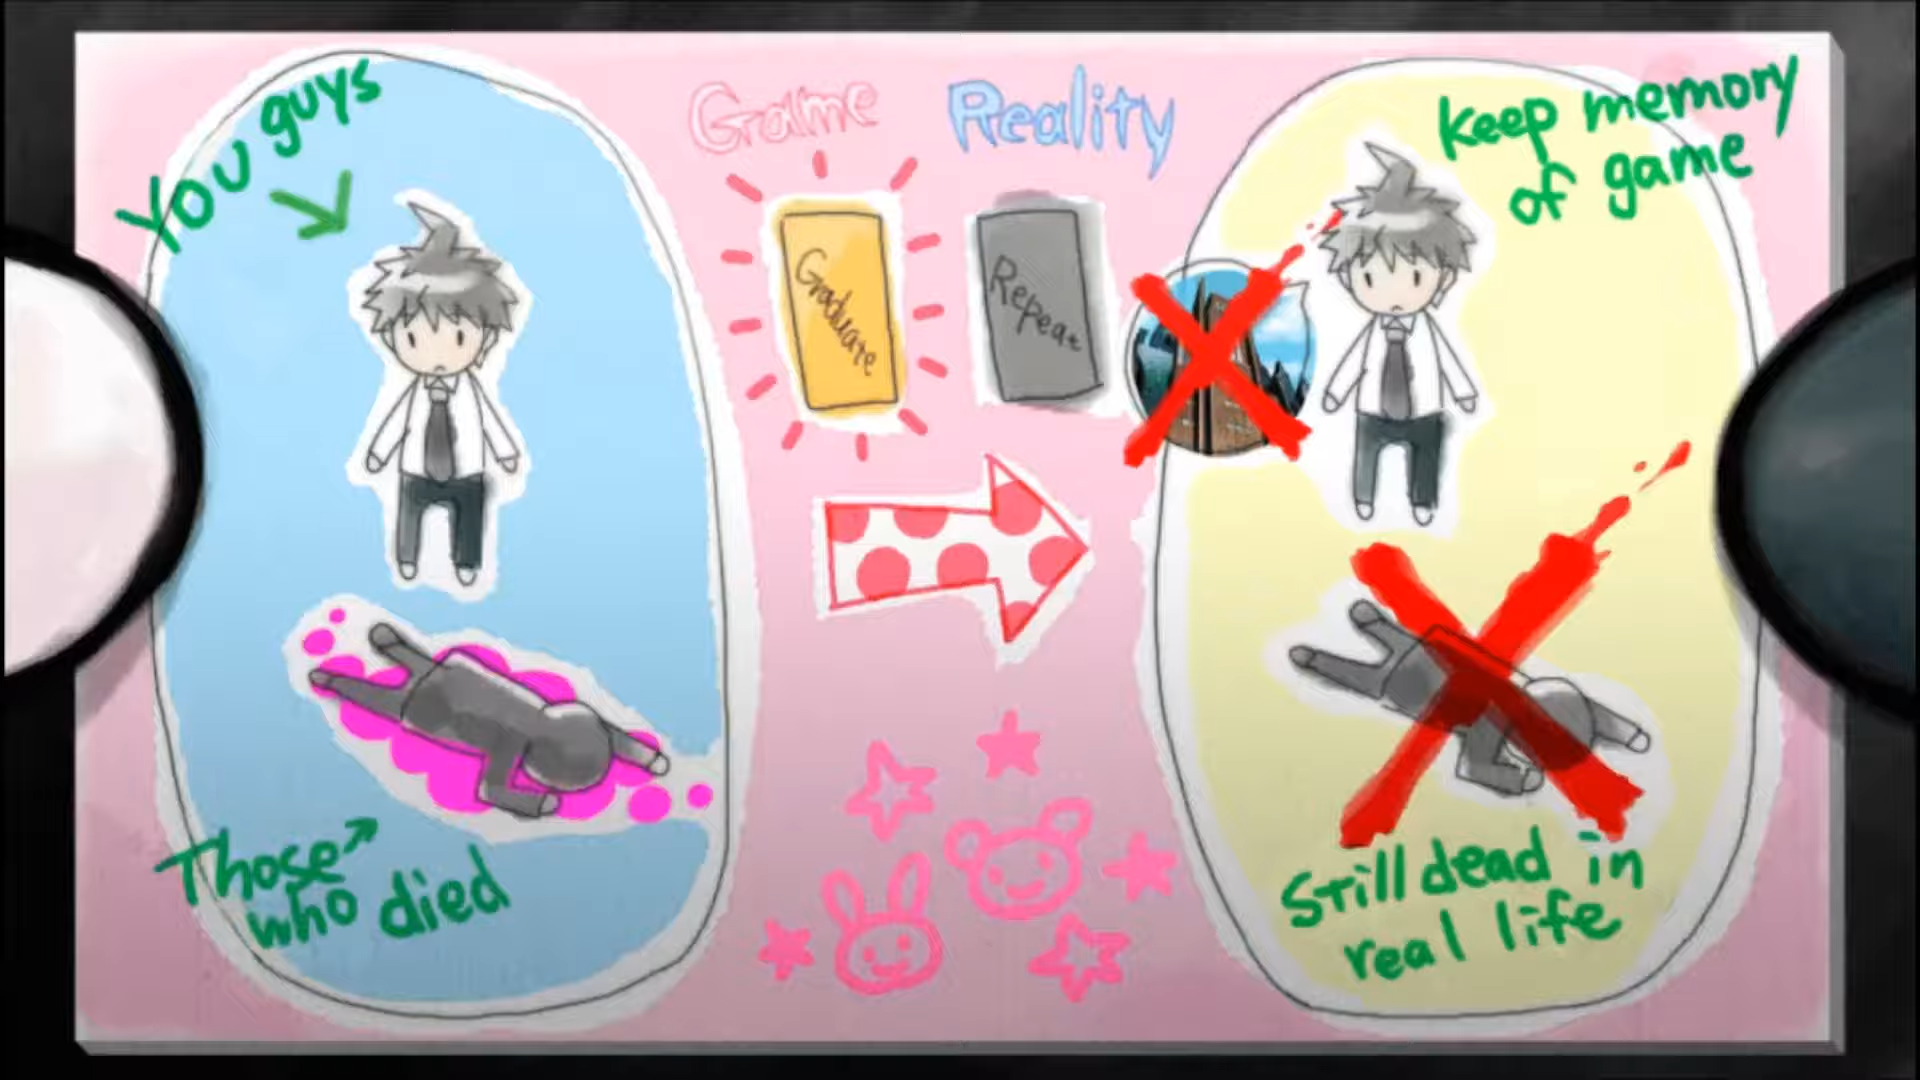 You guys
Game
Reality
keep memory
of game
Graduate
Repeat
Those
who died
Still dead in
real life